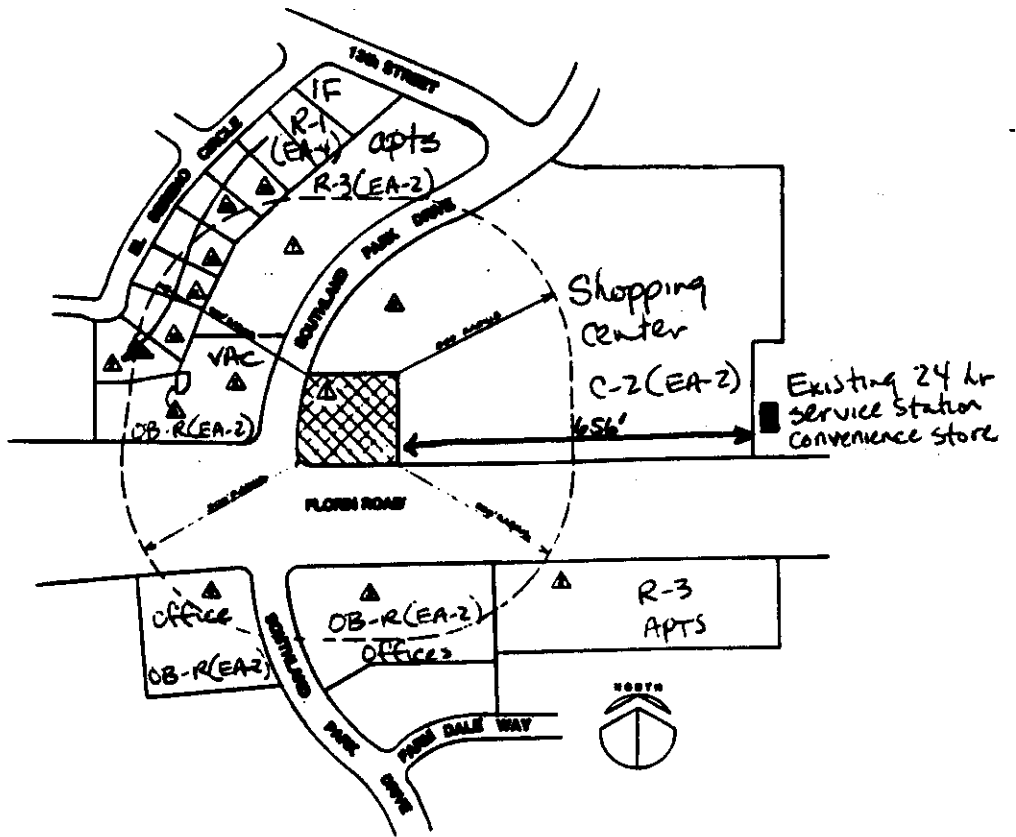 13th STREET
1F
R-1
(EA-4)
apts
R-3(EA-2)
EL CIRCLE
SOUTHLAND PARK DRIVE
Shopping
center
C-2(EA-2)
Existing 24 hr
service station
convenience store
656'
VAC
OB-R(EA-2)
FLORIN ROAD
office
OB-R(EA-2)
OB-R(EA-2)
offices
R-3
APTS
SOUTHLAND PARK DRIVE
FARM DALE WAY
NORTH